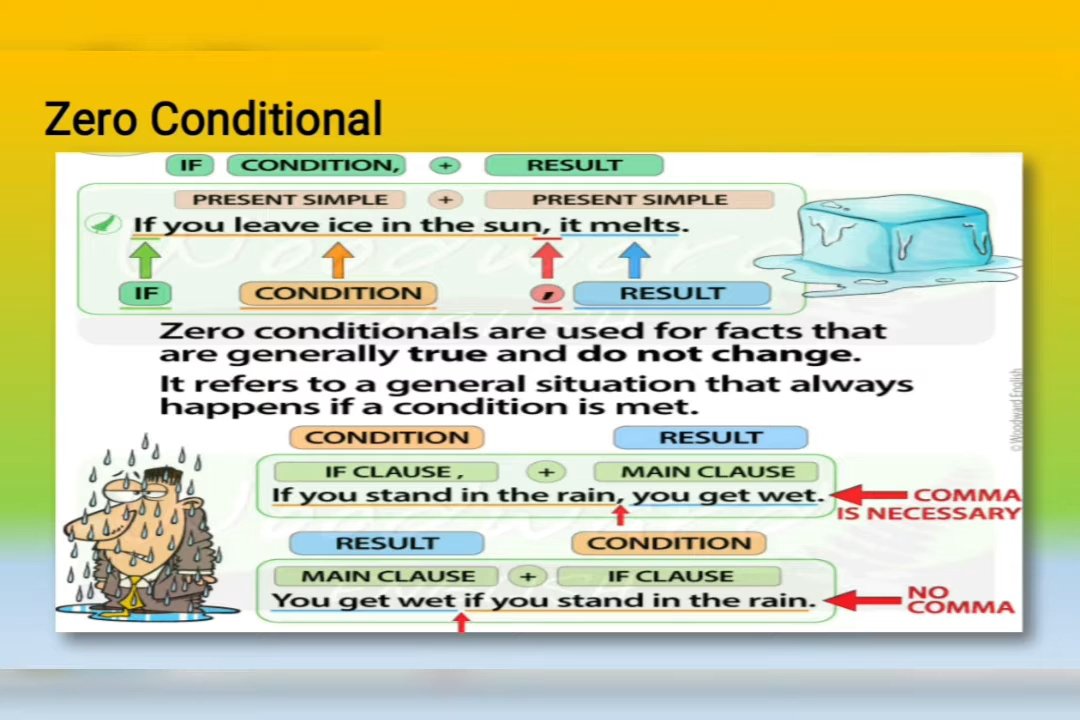 Zero Conditional
IF CONDITION, + RESULT
PRESENT SIMPLE + PRESENT SIMPLE
If you leave ice in the sun, it melts.
IF CONDITION , RESULT
Zero conditionals are used for facts that
are generally true and do not change.
It refers to a general situation that always
happens if a condition is met.
© Woodward English
CONDITION RESULT
IF CLAUSE , + MAIN CLAUSE
If you stand in the rain, you get wet.
COMMA
IS NECESSARY
RESULT CONDITION
MAIN CLAUSE + IF CLAUSE
You get wet if you stand in the rain.
NO
COMMA